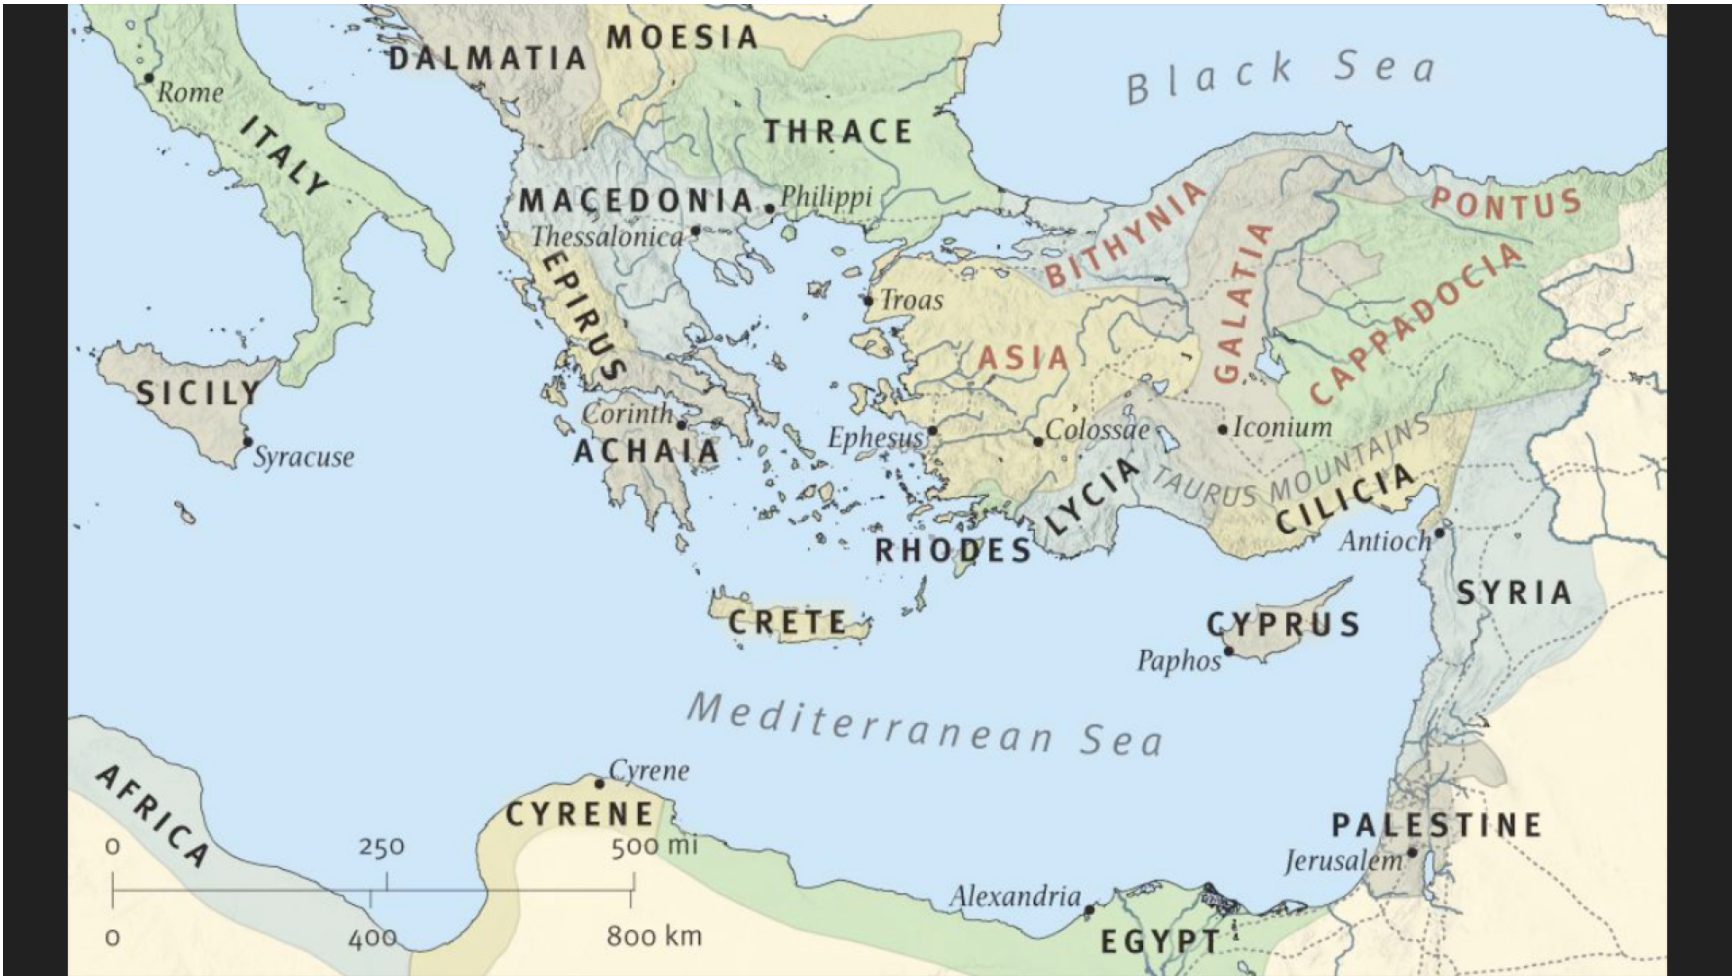 DALMATIA
MOESIA
Black Sea
Rome
ITALY
THRACE
MACEDONIA
Philippi
Thessalonica
BITHYNIA
PONTUS
GALATIA
CAPPADOCIA
EPIRUS
Troas
ASIA
SICILY
Syracuse
Corinth
ACHAIA
Ephesus
Colossae
Iconium
LYCIA
TAURUS MOUNTAINS
CILICIA
RHODES
Antioch
SYRIA
CRETE
CYPRUS
Paphos
Mediterranean Sea
AFRICA
Cyrene
CYRENE
PALESTINE
Jerusalem
0 250 500 mi
0 400 800 km
Alexandria
EGYPT